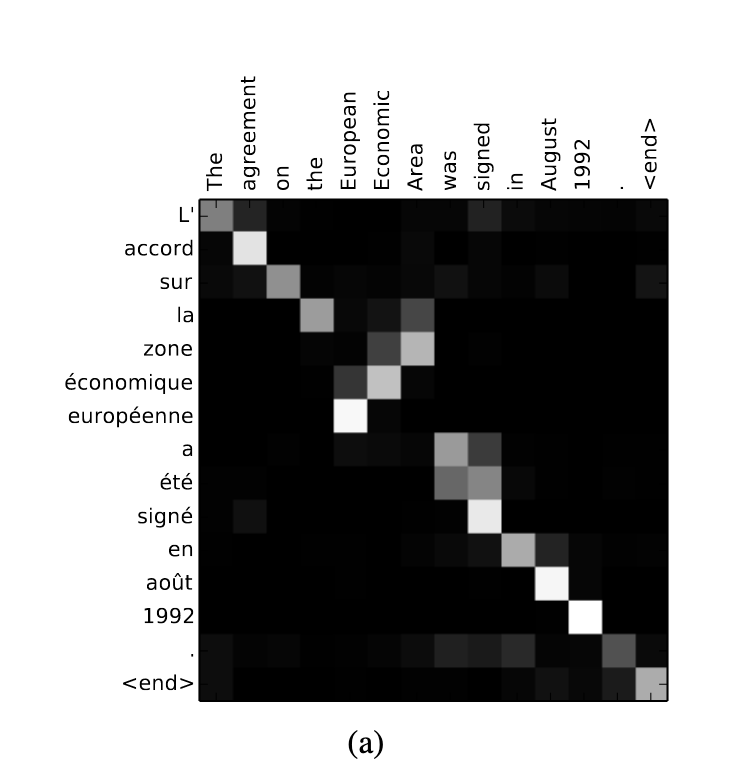 The agreement on the European Economic Area was signed in August 1992 . <end>
L'
accord
sur
la
zone
économique
européenne
a
été
signé
en
août
1992
.
<end>
(a)